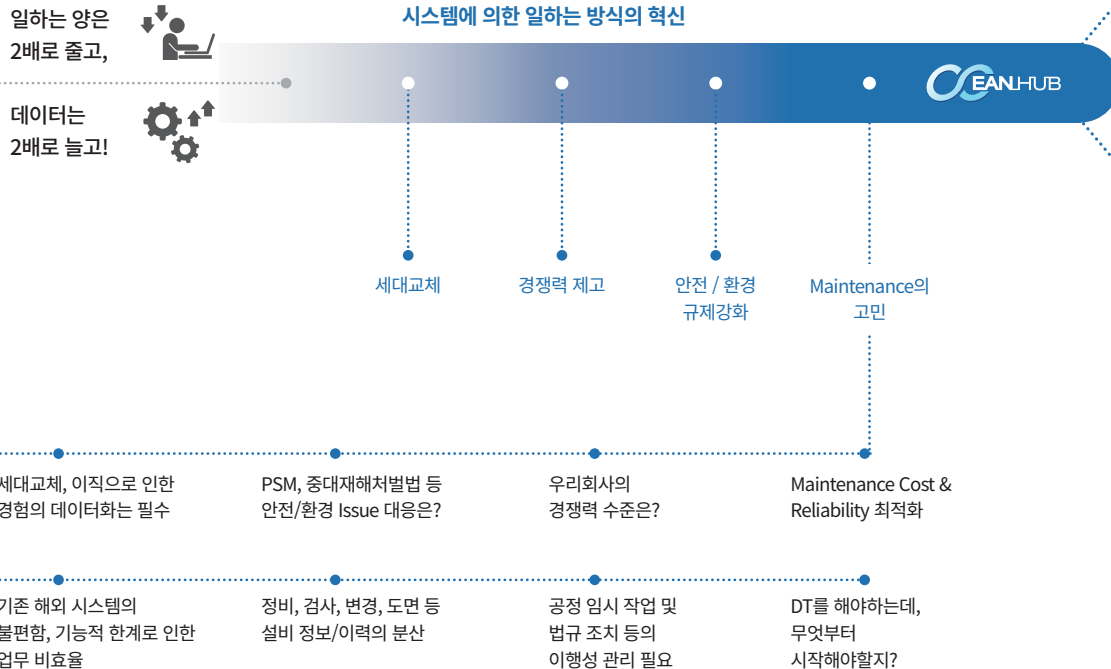 일하는 양은
2배로 줄고,
데이터는
2배로 늘고!
시스템에 의한 일하는 방식의 혁신
OCEAN-HUB
세대교체
경쟁력 제고
안전 / 환경
규제강화
Maintenance의
고민
세대교체, 이직으로 인한
경험의 데이터화는 필수
PSM, 중대재해처벌법 등
안전/환경 Issue 대응은?
우리회사의
경쟁력 수준은?
Maintenance Cost &
Reliability 최적화
기존 해외 시스템의
불편함, 기능적 한계로 인한
업무 비효율
정비, 검사, 변경, 도면 등
설비 정보/이력의 분산
공정 임시 작업 및
법규 조치 등의
이행성 관리 필요
DT를 해야하는데,
무엇부터
시작해야할지?